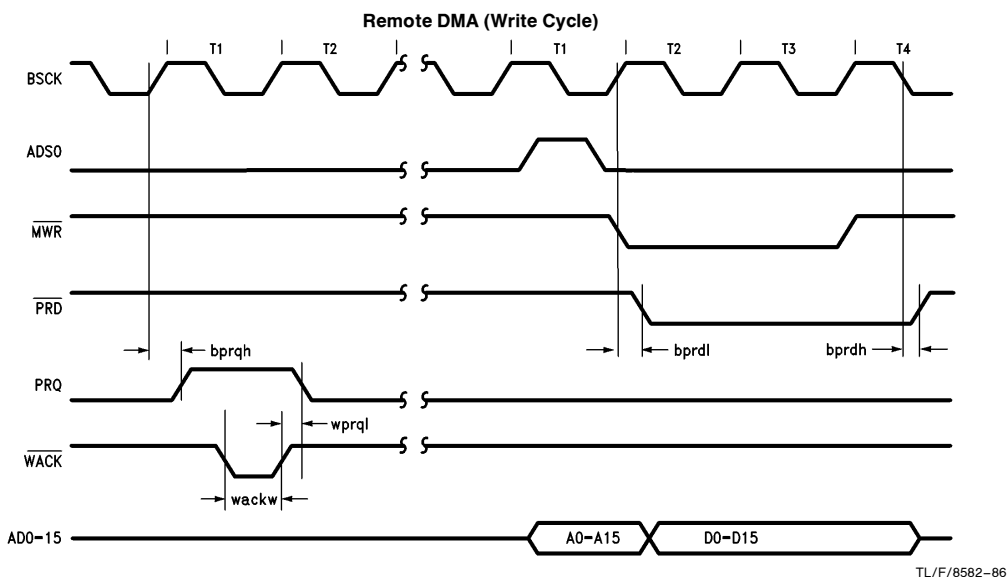 Remote DMA (Write Cycle)
T1 T2 T1 T2 T3 T4
BSCK
ADS0
MWR
PRD
bprqh bprdl bprdh
PRQ
wprql
WACK
wackw
AD0-15 A0-A15 D0-D15
TL/F/8582-86